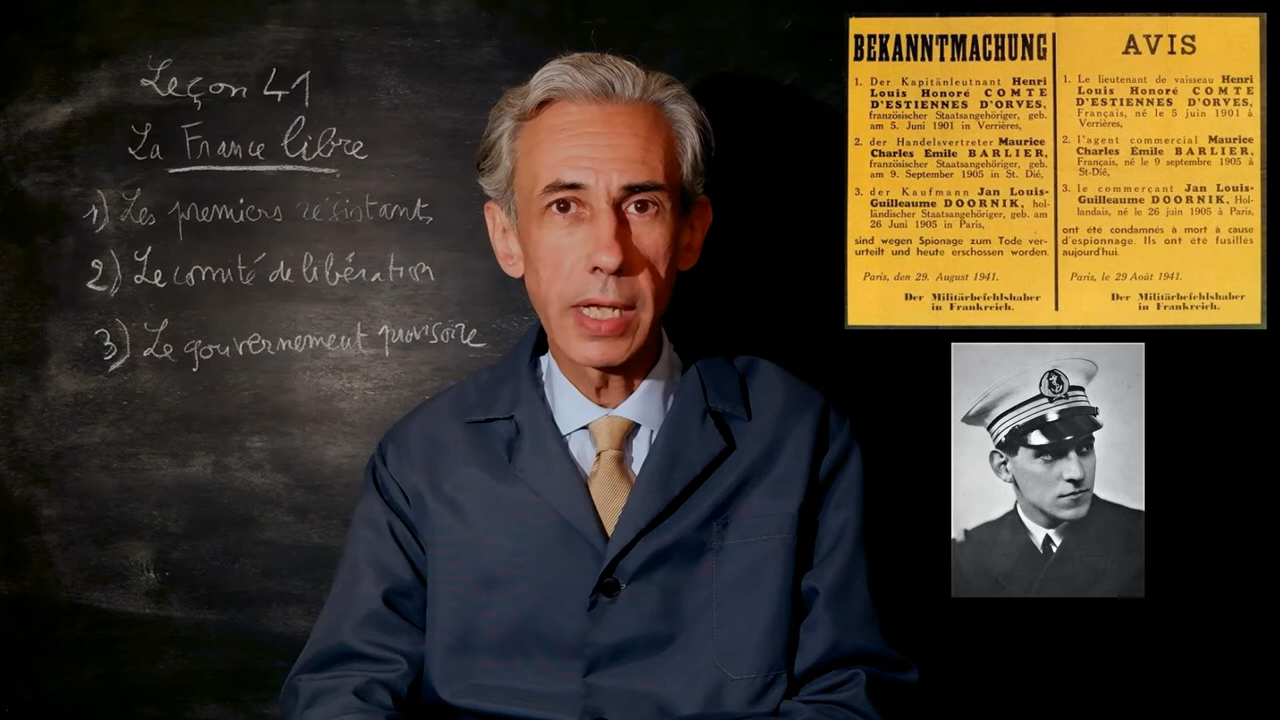 Leçon 41
La France libre
1) Les premiers résistants
2) Le comité de libération
3) Le gouvernement provisoire
BEKANNTMACHUNG
1. Der Kapitänleutnant Henri
Louis Honoré COMTE
D'ESTIENNES D'ORVES,
französischer Staatsangehöriger, geb.
am 5. Juni 1901 in Verrières,
2. der Handelsvertreter Maurice
Charles Emile BARLIER,
französischer Staatsangehöriger, geb.
am 9. September 1905 in St. Dié,
3. der Kaufmann Jan Louis-
Guilleaume DOORNIK, hol-
ländischer Staatsangehöriger, geb. am
26 Juni 1905 in Paris,
sind wegen Spionage zum Tode ver-
urteilt und heute erschossen worden.
Paris, den 29. August 1941.
Der Militärbefehlshaber
in Frankreich.
AVIS
1. Le lieutenant de vaisseau Henri
Louis Honoré COMTE
D'ESTIENNES D'ORVES,
Français, né le 5 juin 1901 à
Verrières,
2. l'agent commercial Maurice
Charles Emile BARLIER,
Français, né le 9 septembre 1905 à
St-Dié,
3. le commerçant Jan Louis-
Guilleaume DOORNIK, Hol-
landais, né le 26 juin 1905 à Paris,
ont été condamnés à mort à cause
d'espionnage. Ils ont été fusillés
aujourd'hui.
Paris, le 29 Août 1941.
Der Militärbefehlshaber
in Frankreich.